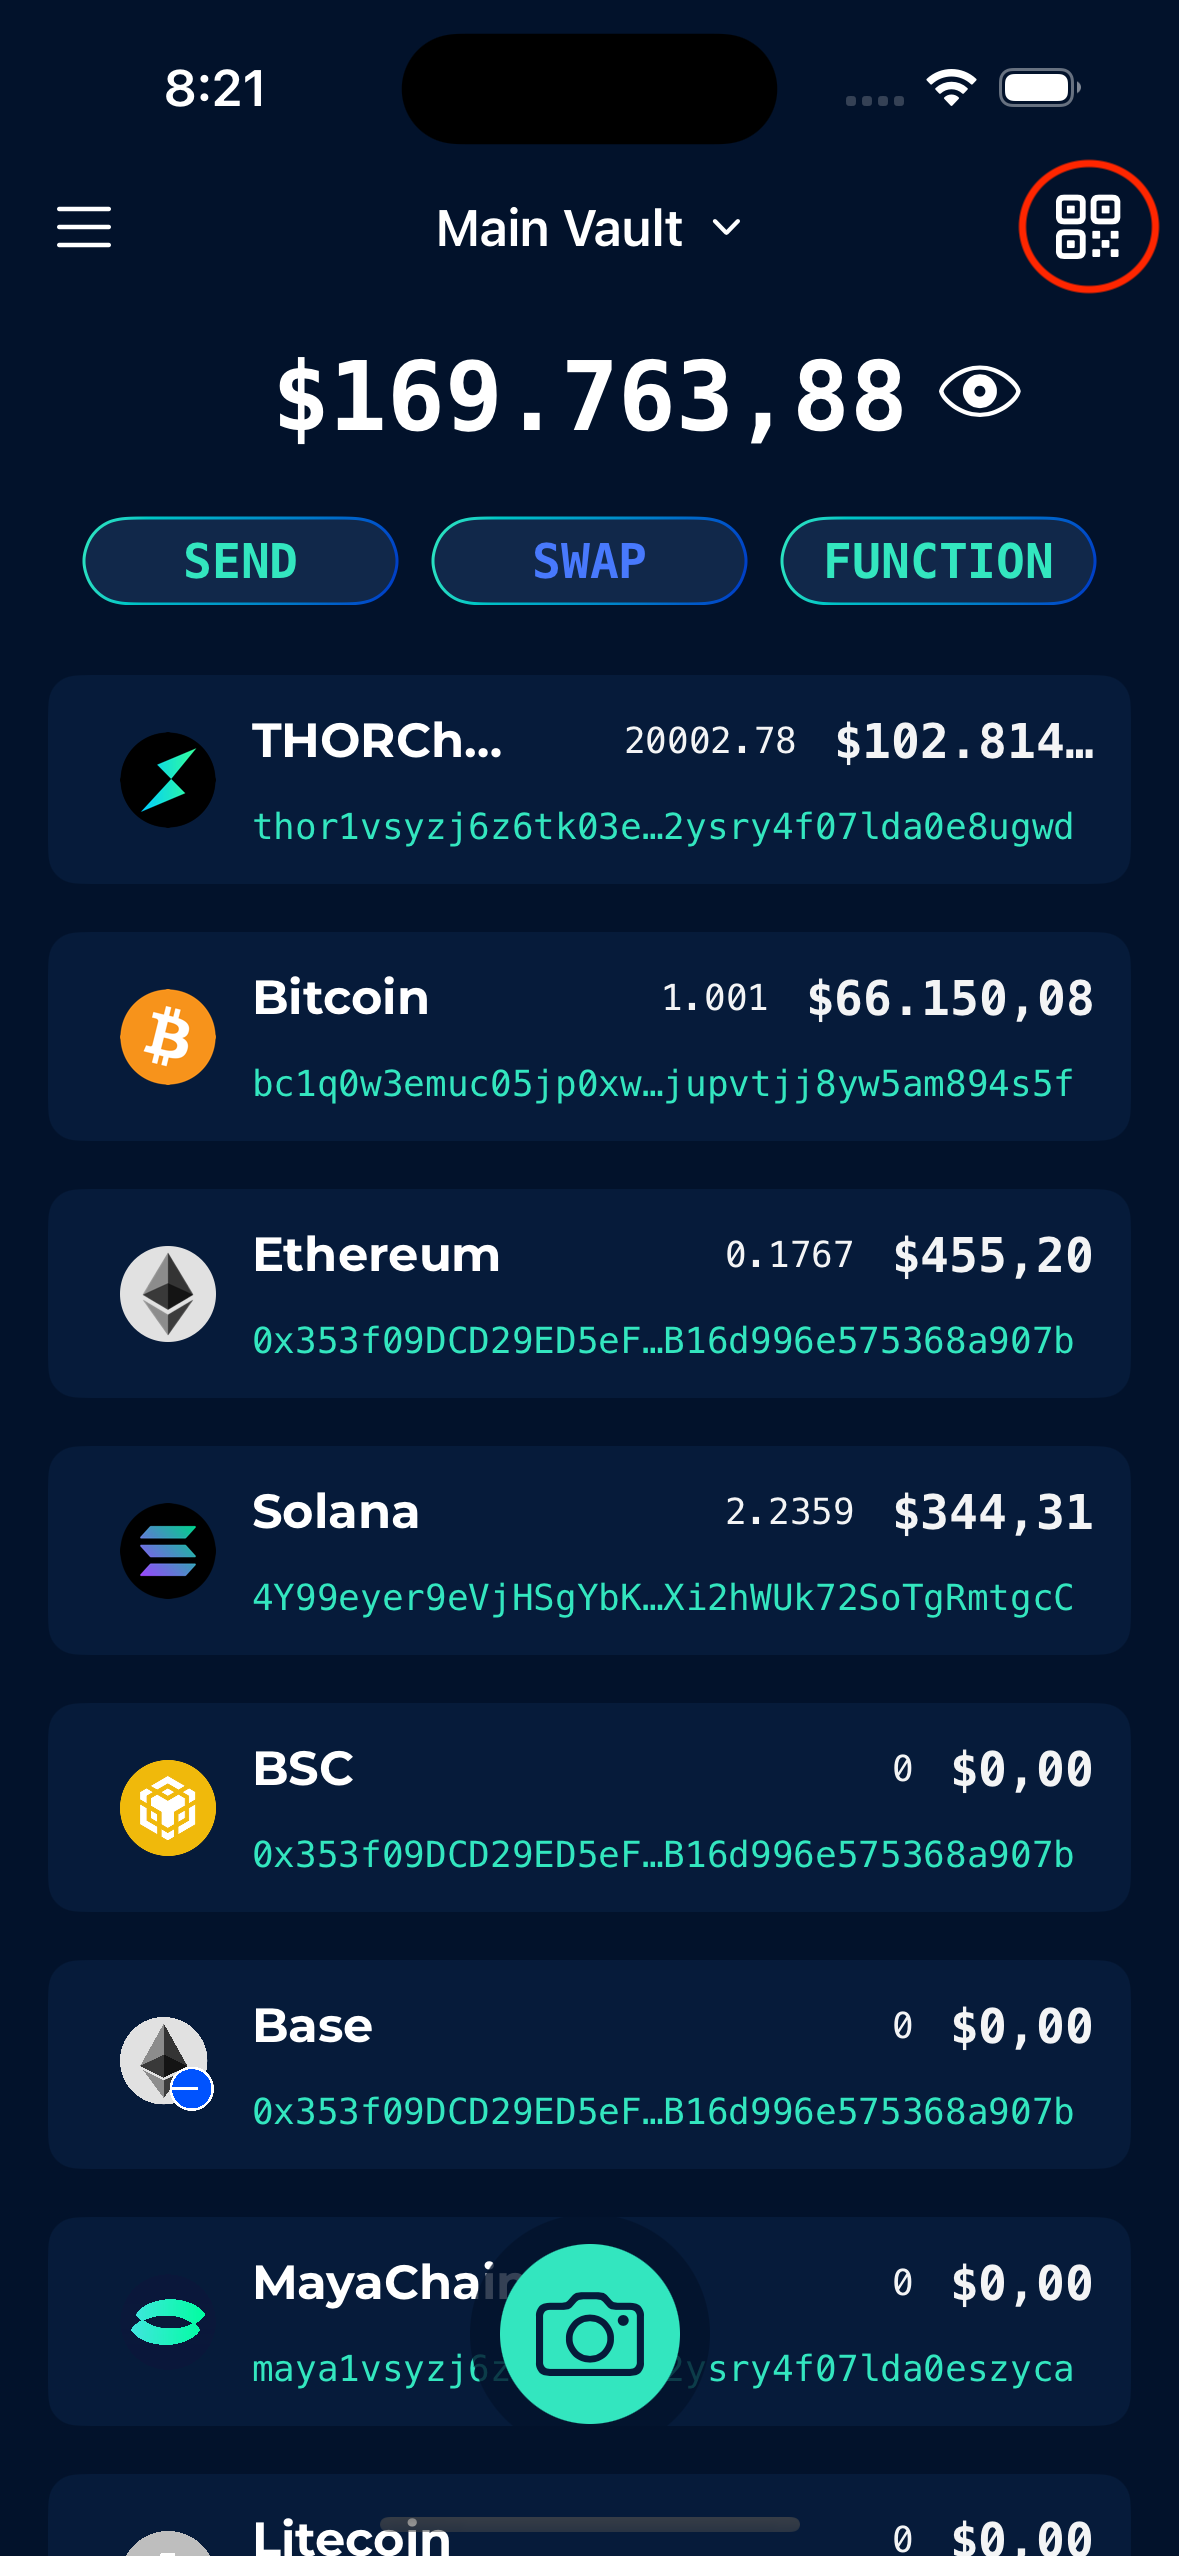 8:21
Main Vault
$169.763,88
SEND SWAP FUNCTION
THORCh... 20002.78 $102.814…
thor1vsyzj6z6tk03e…2ysry4f07lda0e8ugwd
Bitcoin 1.001 $66.150,08
bc1q0w3emuc05jp0xw…jupvtjj8yw5am894s5f
Ethereum 0.1767 $455,20
0x353f09DCD29ED5eF…B16d996e575368a907b
Solana 2.2359 $344,31
4Y99eyer9eVjHSgYbK…Xi2hWUk72SoTgRmtgcC
BSC 0 $0,00
0x353f09DCD29ED5eF…B16d996e575368a907b
Base 0 $0,00
0x353f09DCD29ED5eF…B16d996e575368a907b
MayaChain 0 $0,00
maya1vsyzj6z 2ysry4f07lda0eszyca
Litecoin 0 $0,00